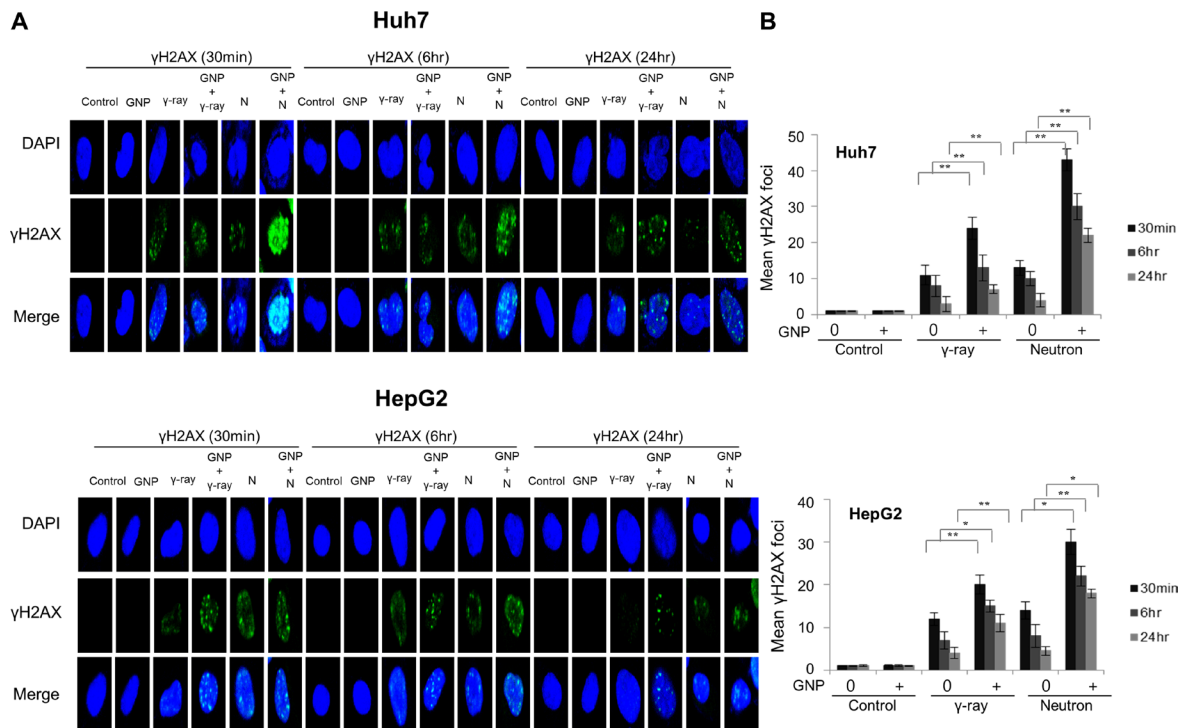 A
Huh7
γH2AX (30min) γH2AX (6hr) γH2AX (24hr)
Control GNP γ-ray GNP + γ-ray N GNP + N Control GNP γ-ray GNP + γ-ray N GNP + N Control GNP γ-ray GNP + γ-ray N GNP + N
DAPI
γH2AX
Merge
HepG2
γH2AX (30min) γH2AX (6hr) γH2AX (24hr)
Control GNP γ-ray GNP + γ-ray N GNP + N Control GNP γ-ray GNP + γ-ray N GNP + N Control GNP γ-ray GNP + γ-ray N GNP + N
DAPI
γH2AX
Merge
B
Huh7
Mean γH2AX foci
50
40
30
20
10
0
** ** ** ** ** **
30min
6hr
24hr
GNP 0 + 0 + 0 +
Control γ-ray Neutron
HepG2
Mean γH2AX foci
40
30
20
10
0
** * ** * ** *
30min
6hr
24hr
GNP 0 + 0 + 0 +
Control γ-ray Neutron